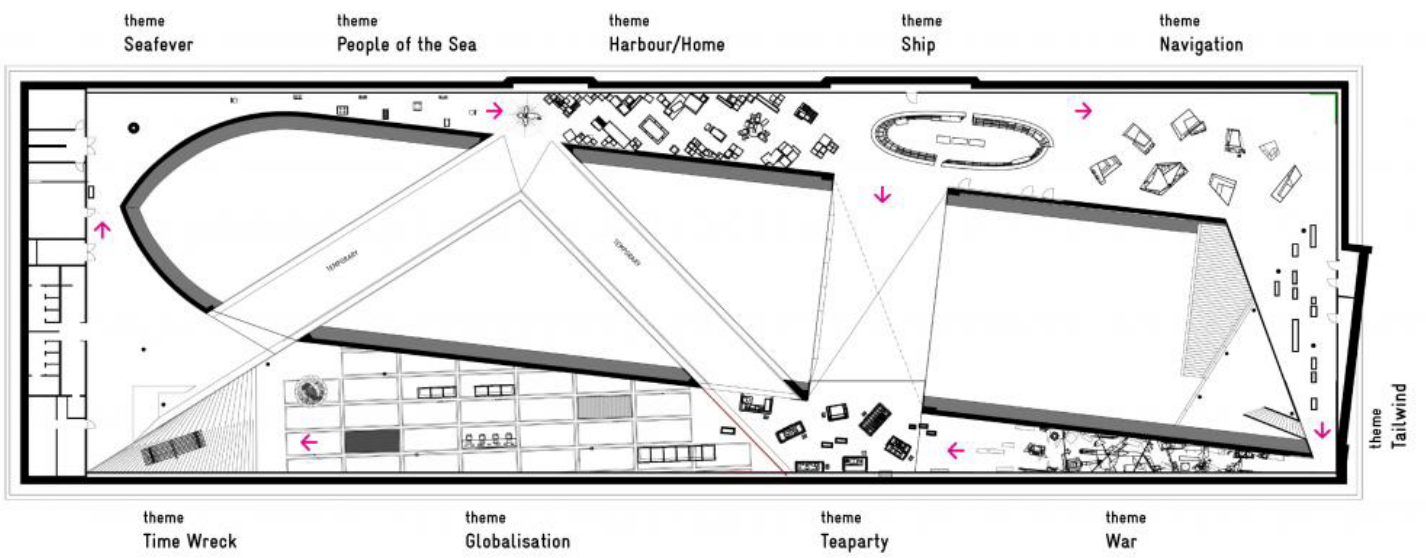 theme
Seafever
theme
People of the Sea
theme
Harbour/Home
theme
Ship
theme
Navigation
TEMPORARY
TEMPORARY
theme
Tailwind
theme
Time Wreck
theme
Globalisation
theme
Teaparty
theme
War